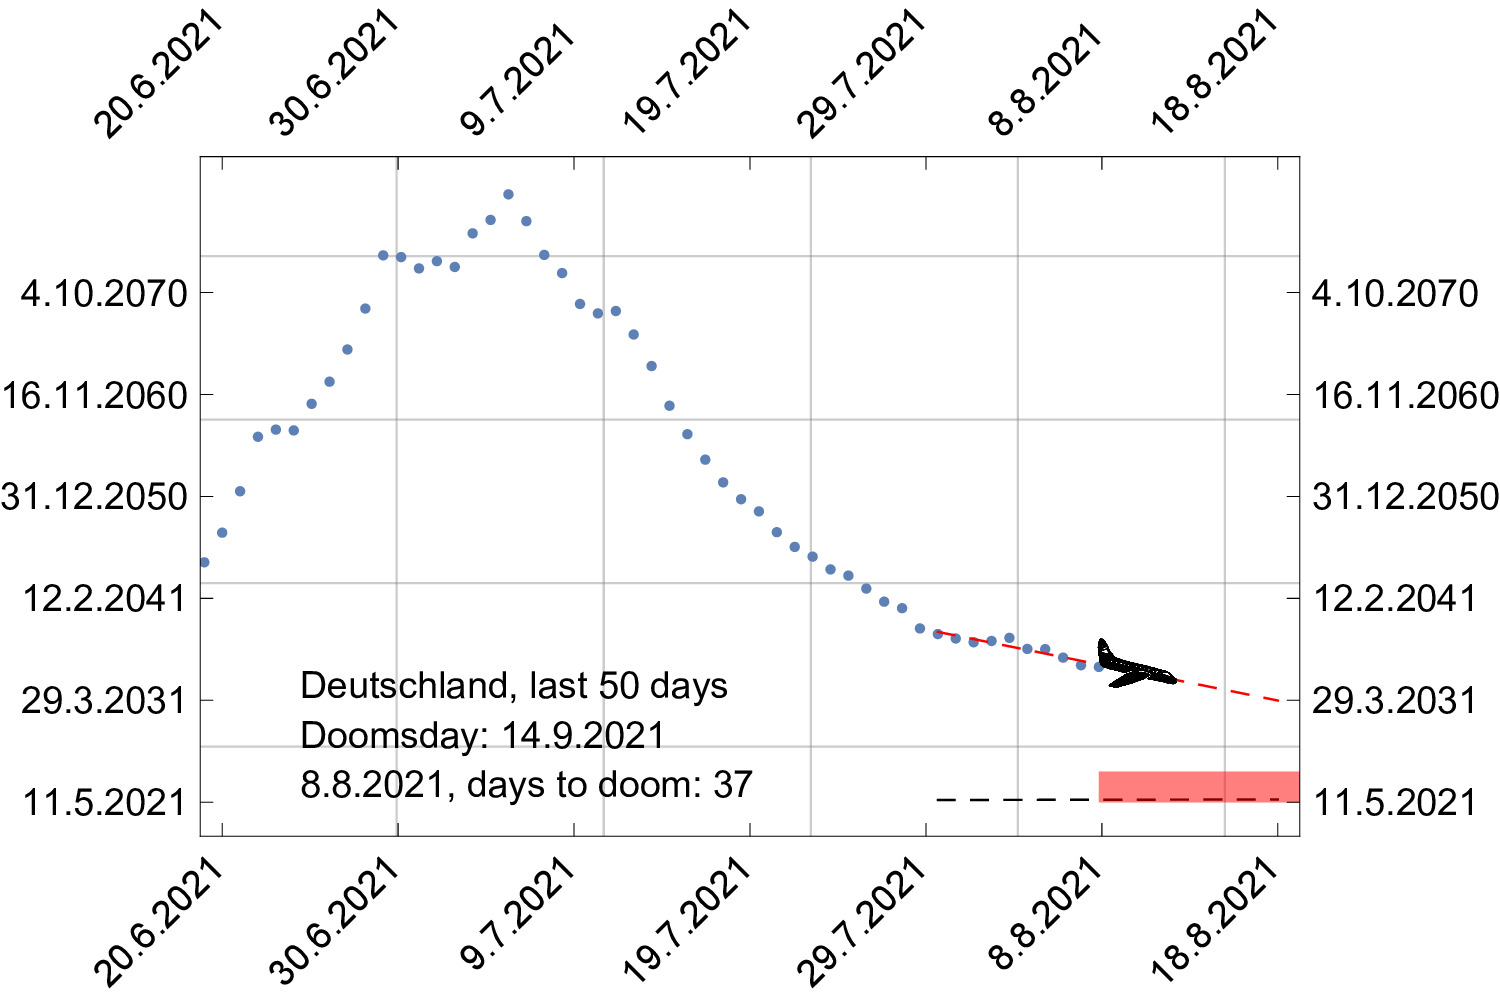 20.6.2021 30.6.2021 9.7.2021 19.7.2021 29.7.2021 8.8.2021 18.8.2021
4.10.2070 4.10.2070
16.11.2060 16.11.2060
31.12.2050 31.12.2050
12.2.2041 12.2.2041
29.3.2031 29.3.2031
11.5.2021 11.5.2021
Deutschland, last 50 days
Doomsday: 14.9.2021
8.8.2021, days to doom: 37
20.6.2021 30.6.2021 9.7.2021 19.7.2021 29.7.2021 8.8.2021 18.8.2021